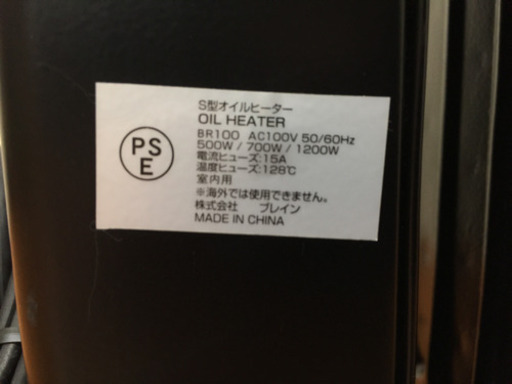 PS
E
S型オイルヒーター
OIL HEATER
BR100 AC100V 50/60Hz
500W / 700W / 1200W
電流ヒューズ:15A
温度ヒューズ:128℃
室内用
※海外では使用できません。
株式会社 ブレイン
MADE IN CHINA